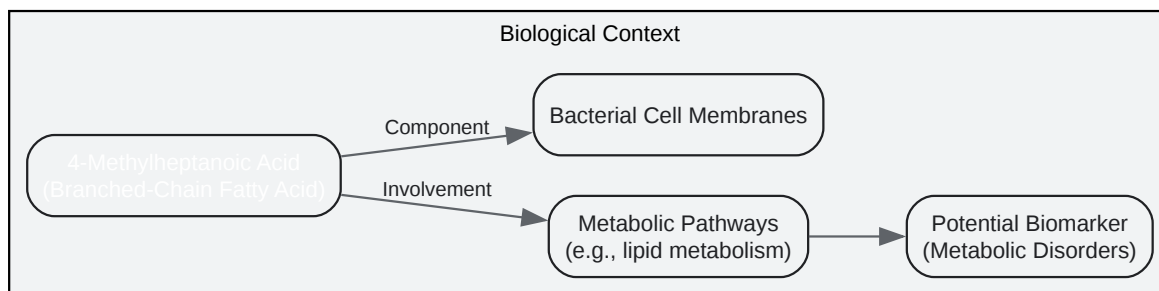 Biological Context
Component
Bacterial Cell Membranes
4-Methylheptanoic Acid
(Branched-Chain Fatty Acid)
Involvement
Metabolic Pathways
(e.g., lipid metabolism)
Potential Biomarker
(Metabolic Disorders)